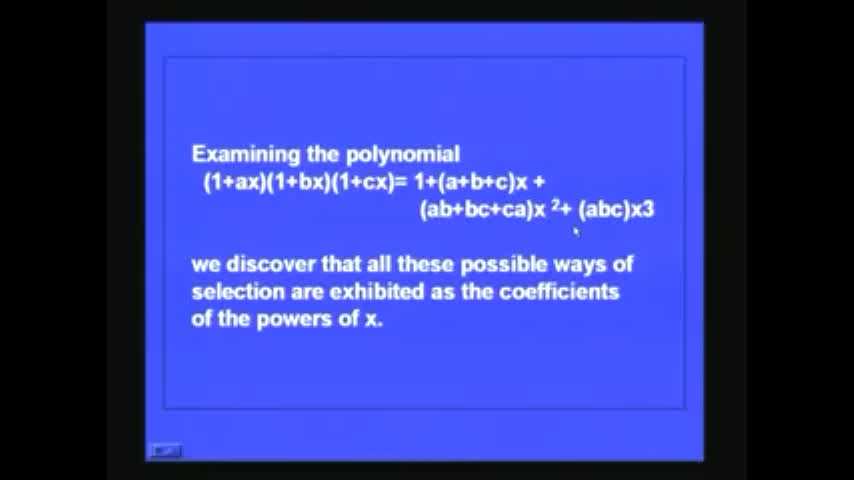 Examining the polynomial
(1+ax)(1+bx)(1+cx)= 1+(a+b+c)x +
(ab+bc+ca)x ²+ (abc)x3
we discover that all these possible ways of
selection are exhibited as the coefficients
of the powers of x.